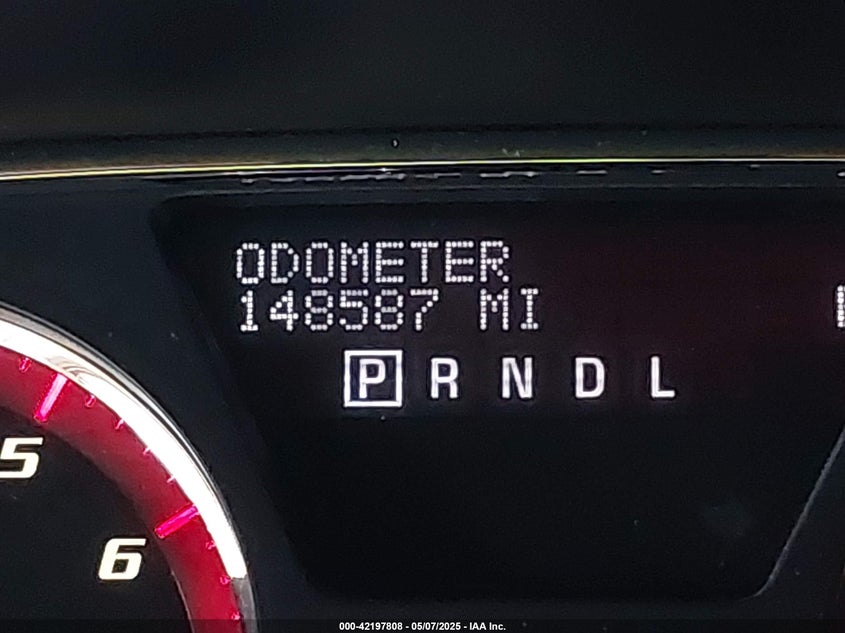 ODOMETER
148587 MI
P R N D L
5
6
000-42197808 - 05/07/2025 - IAA Inc.